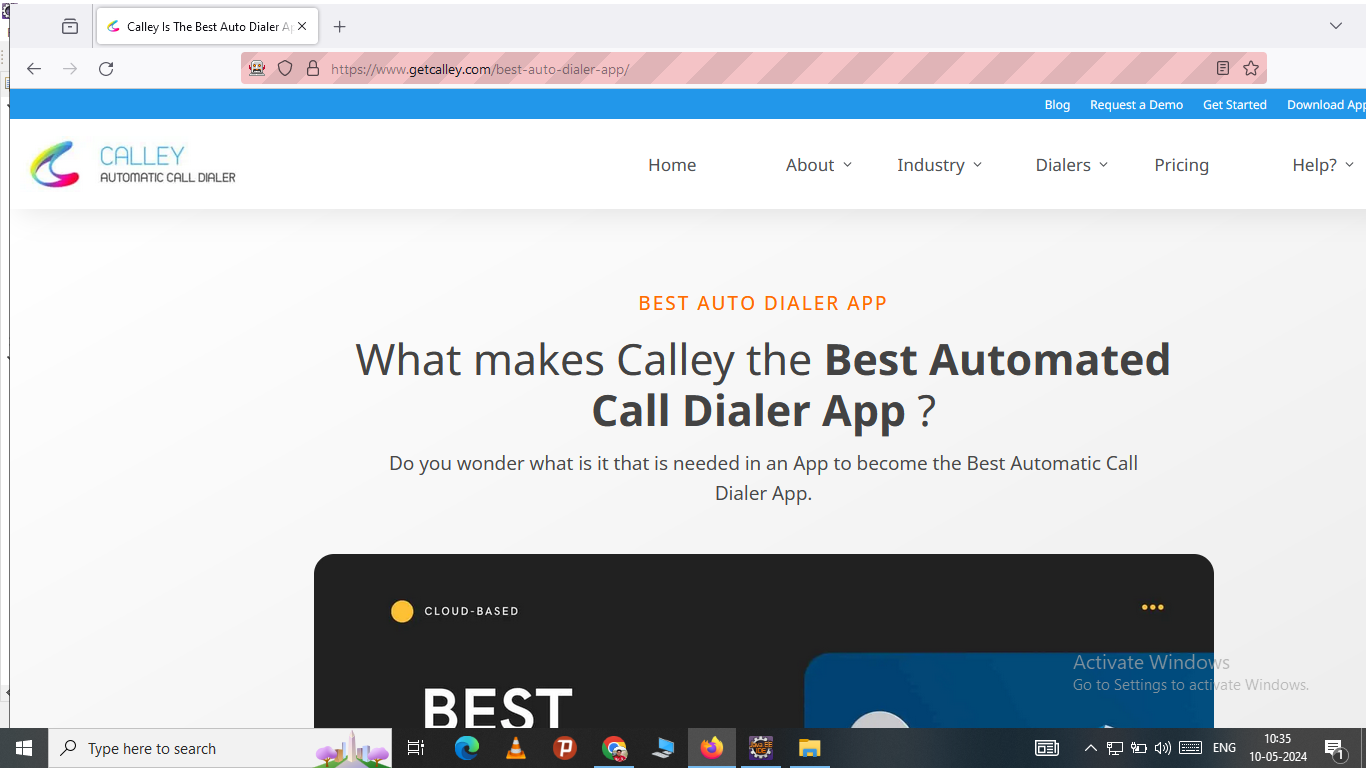 Calley Is The Best Auto Dialer Ap
https://www.getcalley.com/best-auto-dialer-app/
Blog Request a Demo Get Started Download App
CALLEY
AUTOMATIC CALL DIALER
Home About Industry Dialers Pricing Help?
BEST AUTO DIALER APP
What makes Calley the Best Automated
Call Dialer App ?
Do you wonder what is it that is needed in an App to become the Best Automatic Call
Dialer App.
CLOUD-BASED
BEST
Activate Windows
Go to Settings to activate Windows.
Type here to search
ENG
10:35
10-05-2024
1